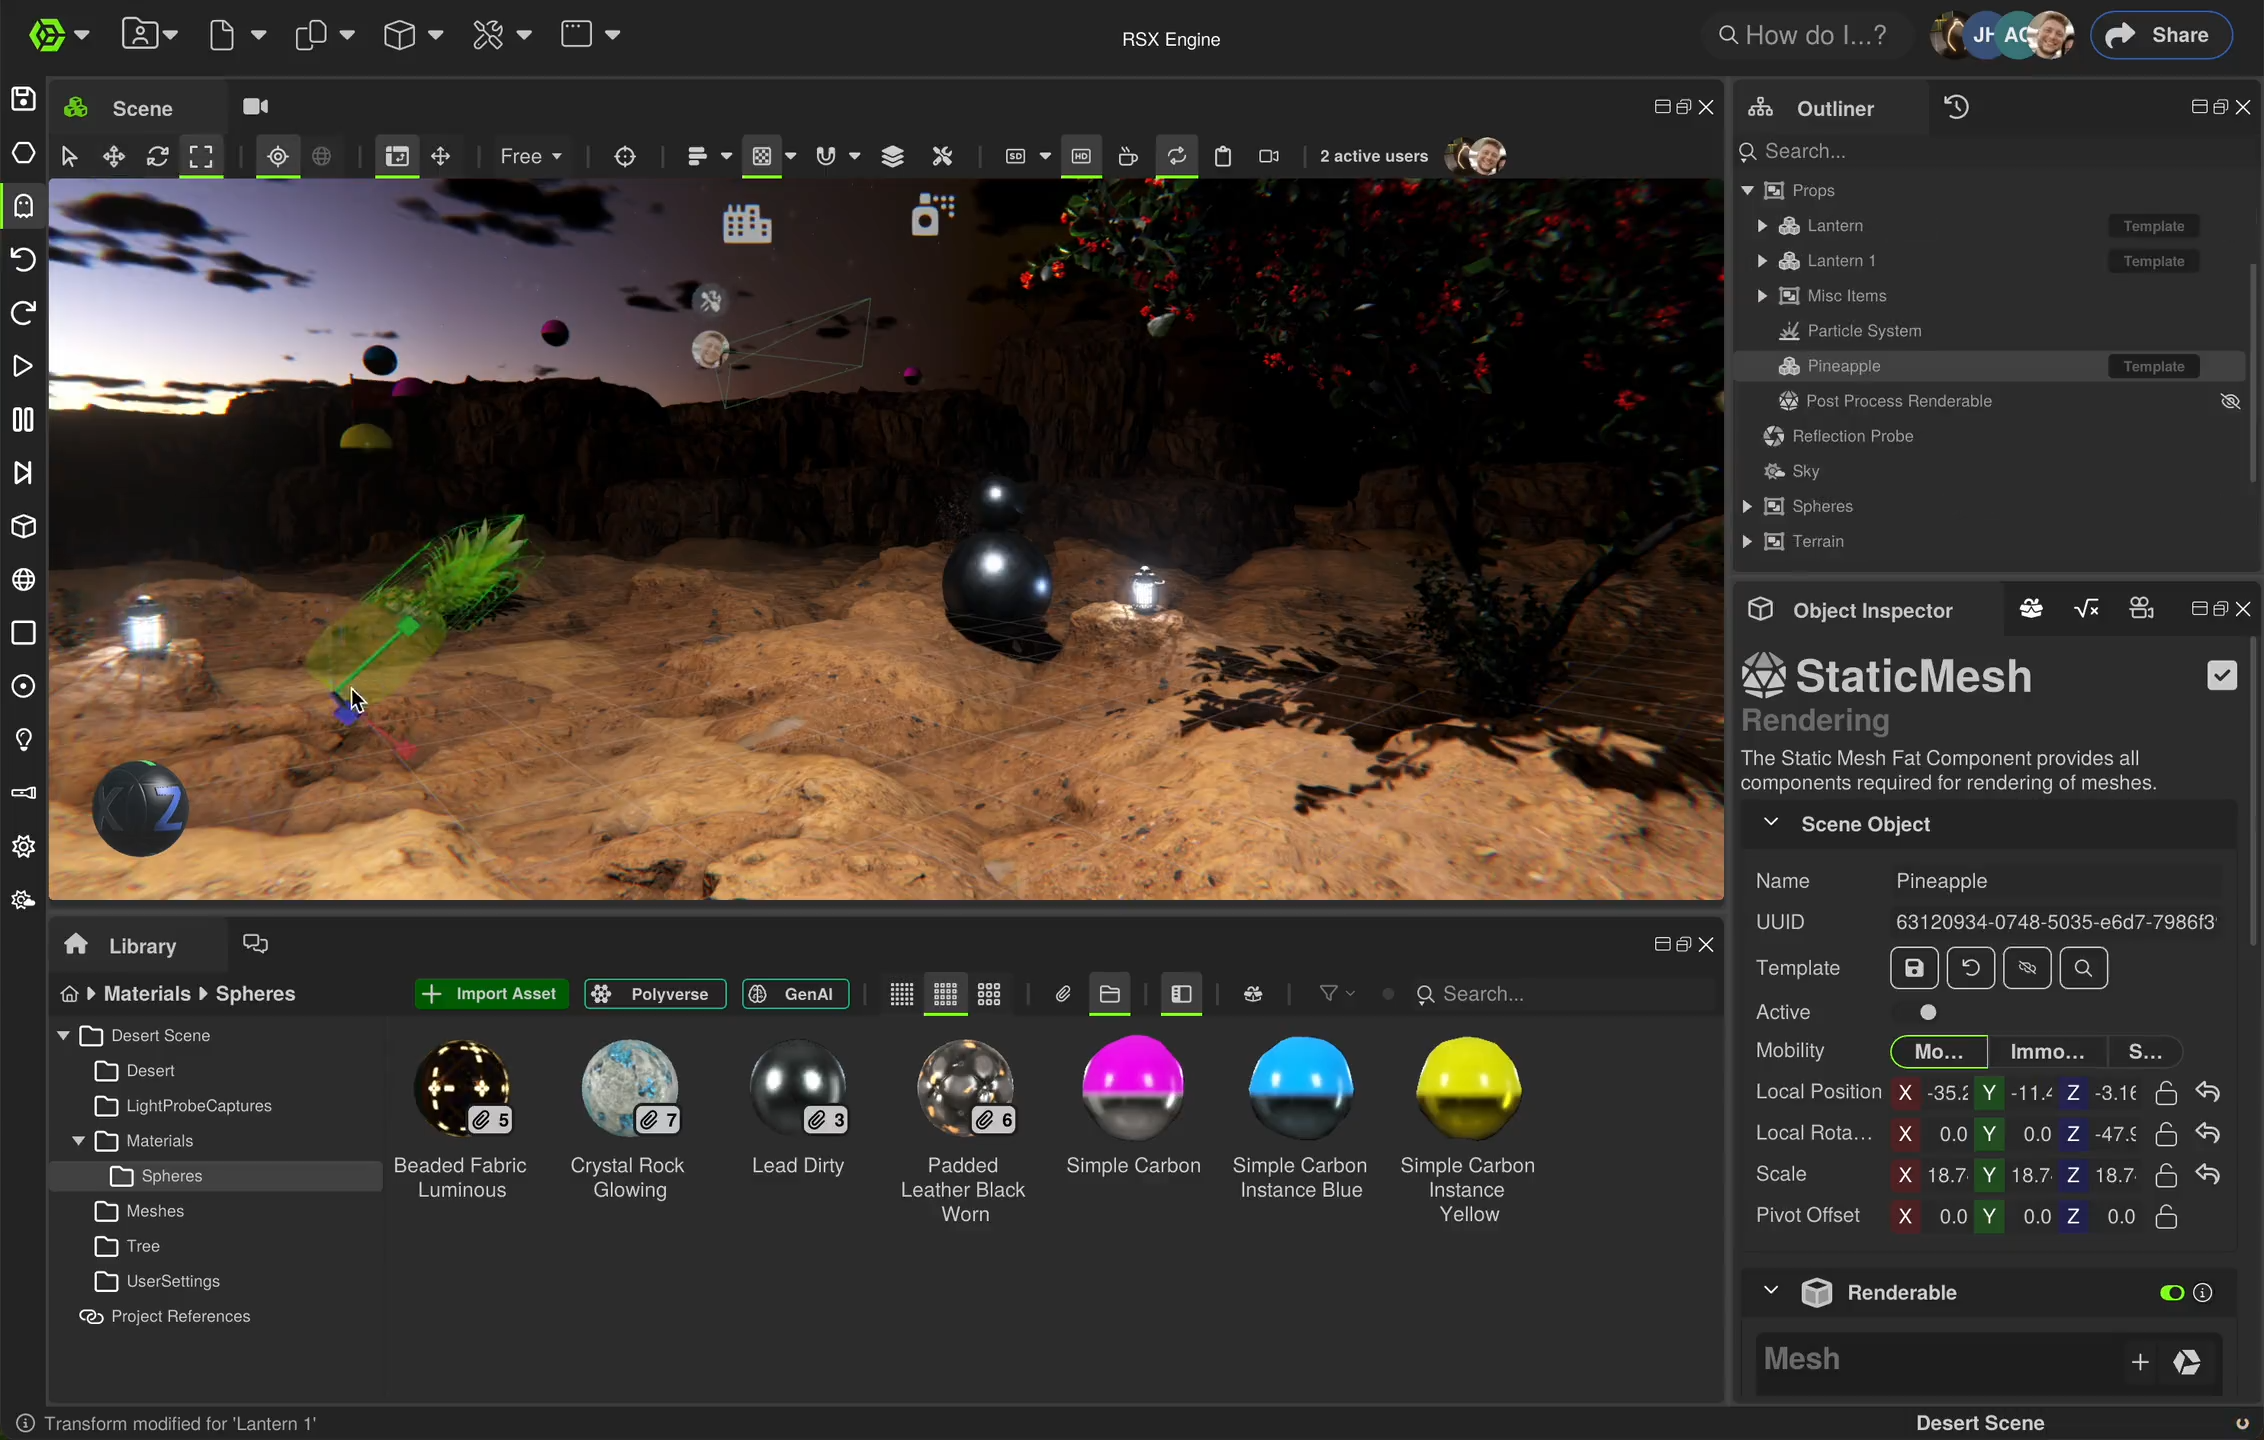 RSX Engine
How do I...?
JH
AC
Share
Scene
Free
SD
HD
2 active users
X Z
Outliner
Search...
Props
Lantern Template
Lantern 1 Template
Misc Items
Particle System
Pineapple Template
Post Process Renderable
Reflection Probe
Sky
Spheres
Terrain
Object Inspector
√x
StaticMesh
Rendering
The Static Mesh Fat Component provides all
components required for rendering of meshes.
Scene Object
Name Pineapple
UUID 63120934-0748-5035-e6d7-7986f3
Template
Active
Mobility Mo... Immo... S...
Local Position X -35.2 Y -11.4 Z -3.16
Local Rota... X 0.0 Y 0.0 Z -47.9
Scale X 18.7 Y 18.7 Z 18.7
Pivot Offset X 0.0 Y 0.0 Z 0.0
Renderable
Mesh
Library
Materials Spheres
Import Asset
Polyverse
GenAI
Search...
Desert Scene
Desert
LightProbeCaptures
Materials
Spheres
Meshes
Tree
UserSettings
Project References
5
Beaded Fabric
Luminous
7
Crystal Rock
Glowing
3
Lead Dirty
6
Padded
Leather Black
Worn
Simple Carbon
Simple Carbon
Instance Blue
Simple Carbon
Instance
Yellow
Transform modified for 'Lantern 1'
Desert Scene